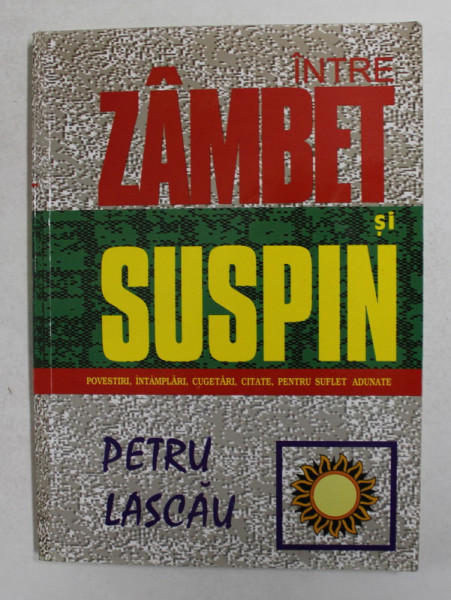 ÎNTRE
ZÂMBET
și
SUSPIN
POVESTIRI, ÎNTÂMPLĂRI, CUGETĂRI, CITATE, PENTRU SUFLET ADUNATE
PETRU
LASCĂU